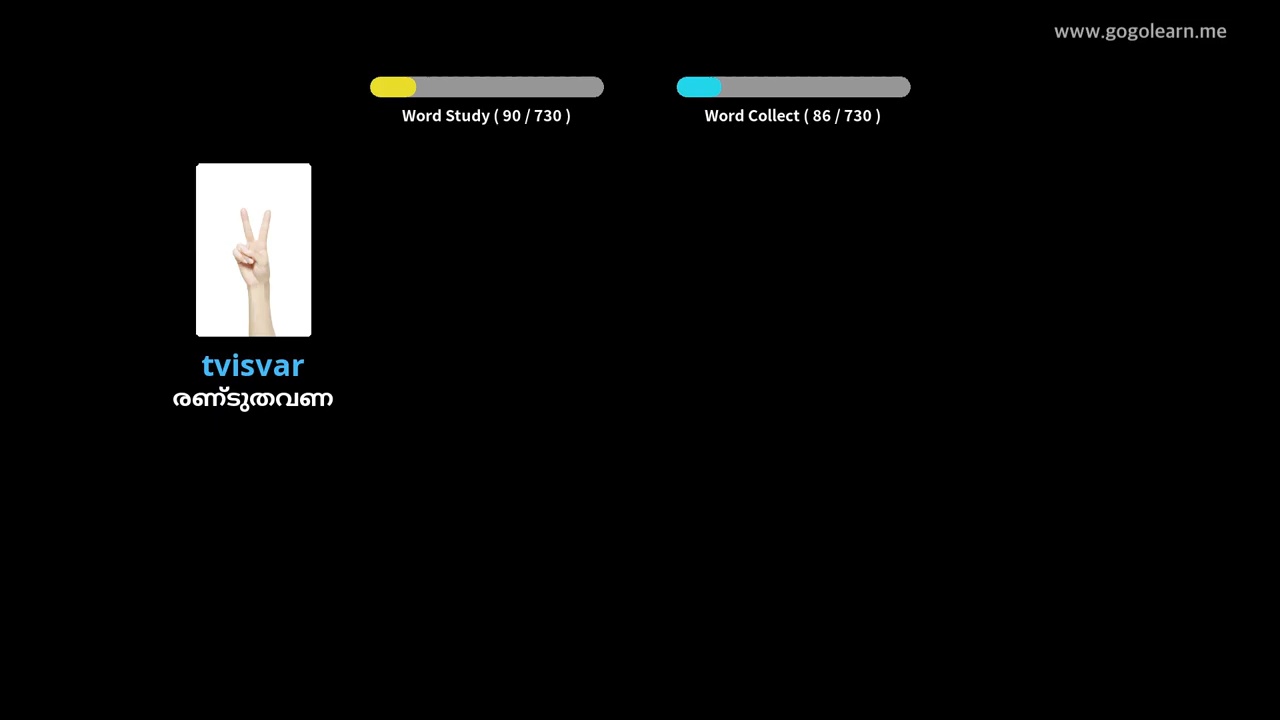 www.gogolearn.me
Word Study ( 90 / 730 )
Word Collect ( 86 / 730 )
tvisvar
രണ്ടുതവണ